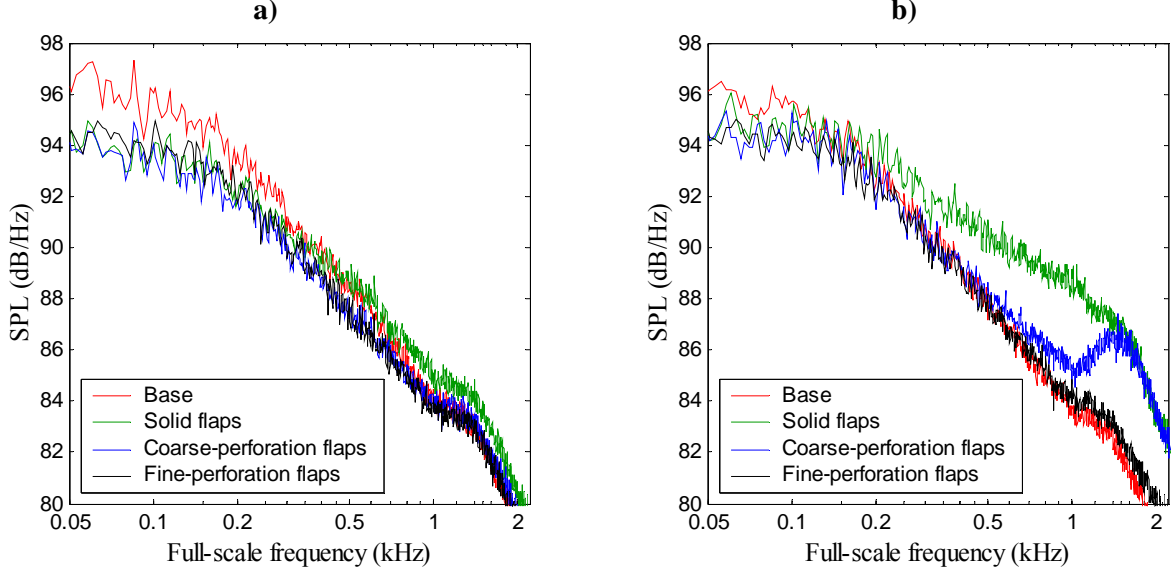 a)
98
96
94
92
90
88
86
84
82
80
SPL (dB/Hz)
Base
Solid flaps
Coarse-perforation flaps
Fine-perforation flaps
0.05 0.1 0.2 0.5 1 2
Full-scale frequency (kHz)
b)
98
96
94
92
90
88
86
84
82
80
SPL (dB/Hz)
Base
Solid flaps
Coarse-perforation flaps
Fine-perforation flaps
0.05 0.1 0.2 0.5 1 2
Full-scale frequency (kHz)